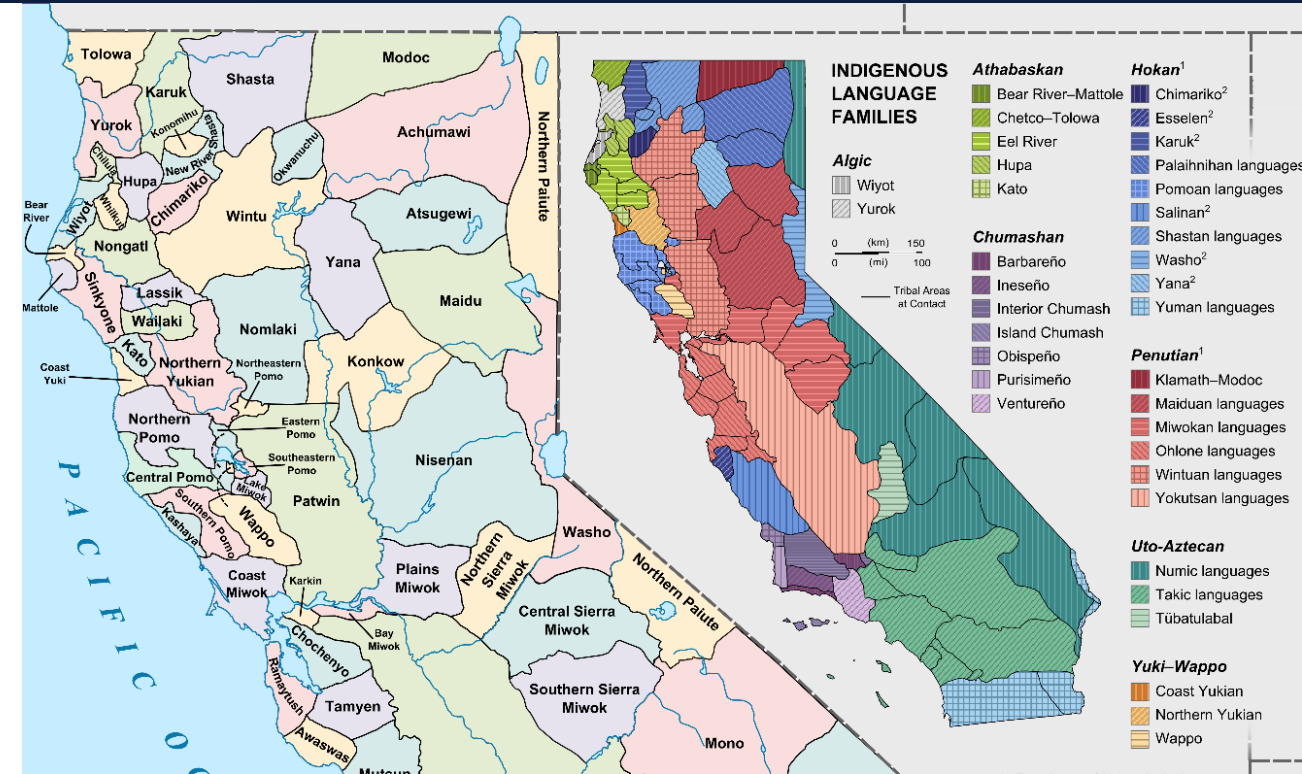 Tolowa
Modoc
Shasta
Karuk
Konomihu
New River Shasta
Okwanuchu
Yurok
Achumawi
Northern Paiute
Chilula
Hupa
Chimariko
Bear
River
Wiyot
Whilkut
Wintu
Atsugewi
Nongatl
Yana
Mattole
Sinkyone
Lassik
Wailaki
Nomlaki
Maidu
Kato
Coast
Yuki
Northern
Yukian
Northeastern
Pomo
Konkow
Northern
Pomo
Eastern
Pomo
Southeastern
Pomo
Central Pomo
Lake
Miwok
Nisenan
Patwin
Southern Pomo
Kashaya
Wappo
Washo
Coast
Miwok
Karkin
Plains
Miwok
Northern
Sierra
Miwok
Northern Paiute
Central Sierra
Miwok
Bay
Miwok
Chochenyo
Ramaytush
Tamyen
Southern Sierra
Miwok
Awaswas
Mono
PACIFIC
INDIGENOUS
LANGUAGE
FAMILIES
Algic
Wiyot
Yurok
0 (km) 150
0 (mi) 100
Tribal Areas
at Contact
Athabaskan
Bear River–Mattole
Chetco–Tolowa
Eel River
Hupa
Kato
Chumashan
Barbareño
Ineseño
Interior Chumash
Island Chumash
Obispeño
Purisimeño
Ventureño
Hokan¹
Chimariko²
Esselen²
Karuk²
Palaihnihan languages
Pomoan languages
Salinan²
Shastan languages
Washo²
Yana²
Yuman languages
Penutian¹
Klamath–Modoc
Maiduan languages
Miwokan languages
Ohlone languages
Wintuan languages
Yokutsan languages
Uto-Aztecan
Numic languages
Takic languages
Tübatulabal
Yuki–Wappo
Coast Yukian
Northern Yukian
Wappo